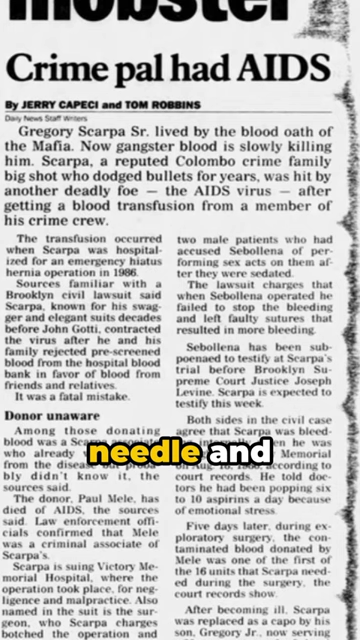 mobster
Crime pal had AIDS
By JERRY CAPECI and TOM ROBBINS
Daily News Staff Writers
Gregory Scarpa Sr. lived by the blood oath of
the Mafia. Now gangster blood is slowly killing
him. Scarpa, a reputed Colombo crime family
big shot who dodged bullets for years, was hit by
another deadly foe — the AIDS virus — after
getting a blood transfusion from a member of
his crime crew.
The transfusion occurred
when Scarpa was hospital-
ized for an emergency hiatus
hernia operation in 1986.
Sources familiar with a
Brooklyn civil lawsuit said
Scarpa, known for his swag-
ger and elegant suits decades
before John Gotti, contracted
the virus after he and his
family rejected pre-screened
blood from the hospital blood
bank in favor of blood from
friends and relatives.
It was a fatal mistake.
Donor unaware
Among those donating
blood was a Scarpa
who already
from the disease
bly didn't know it, the
sources said.
The donor, Paul Mele, has
died of AIDS, the sources
said. Law enforcement offi-
cials confirmed that Mele
was a criminal associate of
Scarpa's.
Scarpa is suing Victory Me-
morial Hospital, where the
operation took place, for neg-
ligence and malpractice. Also
named in the suit is the sur-
geon, who Scarpa charges
botched the operation and
two male patients who had
accused Sebollena of per-
forming sex acts on them af-
ter they were sedated.
The lawsuit charges that
when Sebollena operated he
failed to stop the bleeding
and left faulty sutures that
resulted in more bleeding.
Sebollena has been sub-
poenaed to testify at Scarpa's
trial before Brooklyn Su-
preme Court Justice Joseph
Levine. Scarpa is expected to
testify this week.
Both sides in the civil case
agree that Scarpa was bleed-
he was
Memorial
according to
court records. He told doc-
tors he had been popping six
to 10 aspirins a day because
of emotional stress.
Five days later, during ex-
ploratory surgery, the con-
taminated blood donated by
Mele was one of the first of
the 16 units that Scarpa need-
ed during the surgery, the
court records show.
After becoming ill, Scarpa
was replaced as a capo by his
son, Gregory Jr., now serving
needle and